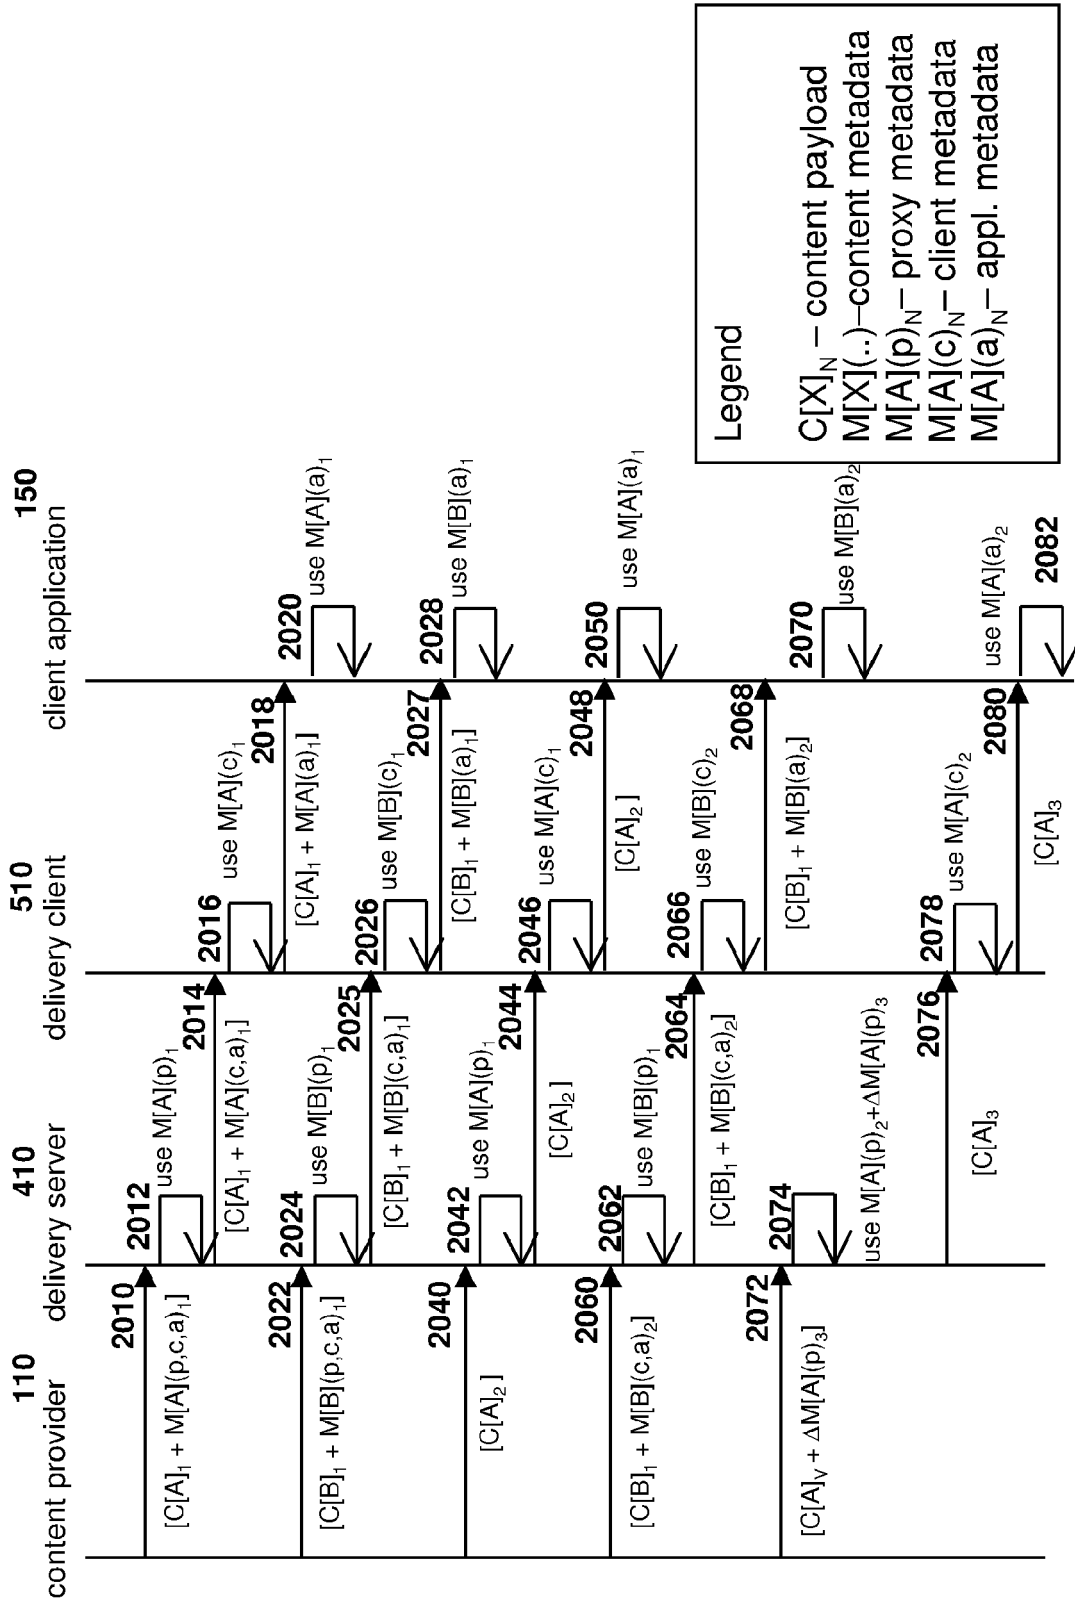 110
content provider
410
delivery server
510
delivery client
150
client application
2010
[C[A]₁ + M[A](p,c,a)₁]
2012
use M[A](p)₁
2014
[C[A]₁ + M[A](c,a)₁]
2016
use M[A](c)₁
2018
[C[A]₁ + M[A](a)₁]
2020
use M[A](a)₁
2022
[C[B]₁ + M[B](p,c,a)₁]
2024
use M[B](p)₁
2025
[C[B]₁ + M[B](c,a)₁]
2026
use M[B](c)₁
2027
[C[B]₁ + M[B](a)₁]
2028
use M[B](a)₁
2040
[C[A]₂]
2042
use M[A](p)₁
2044
[C[A]₂]
2046
use M[A](c)₁
2048
[C[A]₂]
2050
use M[A](a)₁
2060
[C[B]₁ + M[B](c,a)₂]
2062
use M[B](p)₁
2064
[C[B]₁ + M[B](c,a)₂]
2066
use M[B](c)₂
2068
[C[B]₁ + M[B](a)₂]
2070
use M[B](a)₂
2072
[C[A]ᵥ + ΔM[A](p)₃]
2074
use M[A](p)₂+ΔM[A](p)₃
2076
[C[A]₃
2078
use M[A](c)₂
2080
[C[A]₃
use M[A](a)₂
2082
Legend
C[X]_N – content payload
M[X](..)–content metadata
M[A](p)_N– proxy metadata
M[A](c)_N– client metadata
M[A](a)_N– appl. metadata